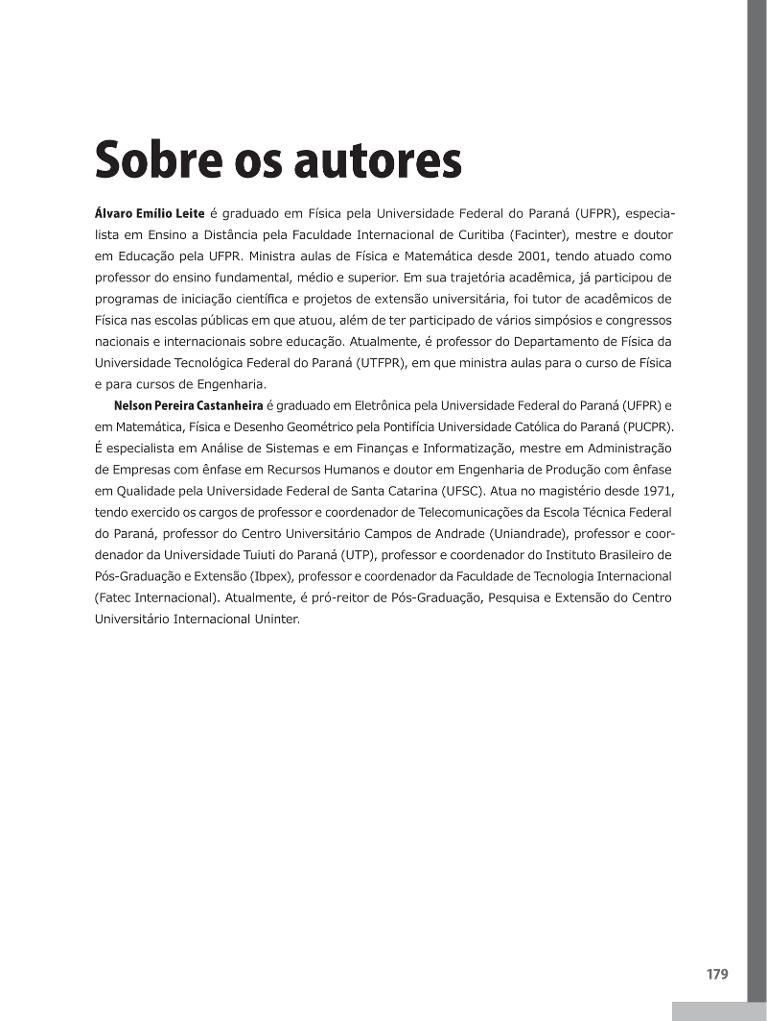 Sobre os autores
Álvaro Emílio Leite é graduado em Física pela Universidade Federal do Paraná (UFPR), especia-
lista em Ensino a Distância pela Faculdade Internacional de Curitiba (Facinter), mestre e doutor
em Educação pela UFPR. Ministra aulas de Física e Matemática desde 2001, tendo atuado como
professor do ensino fundamental, médio e superior. Em sua trajetória acadêmica, já participou de
programas de iniciação científica e projetos de extensão universitária, foi tutor de acadêmicos de
Física nas escolas públicas em que atuou, além de ter participado de vários simpósios e congressos
nacionais e internacionais sobre educação. Atualmente, é professor do Departamento de Física da
Universidade Tecnológica Federal do Paraná (UTFPR), em que ministra aulas para o curso de Física
e para cursos de Engenharia.
Nelson Pereira Castanheira é graduado em Eletrônica pela Universidade Federal do Paraná (UFPR) e
em Matemática, Física e Desenho Geométrico pela Pontifícia Universidade Católica do Paraná (PUCPR).
É especialista em Análise de Sistemas e em Finanças e Informatização, mestre em Administração
de Empresas com ênfase em Recursos Humanos e doutor em Engenharia de Produção com ênfase
em Qualidade pela Universidade Federal de Santa Catarina (UFSC). Atua no magistério desde 1971,
tendo exercido os cargos de professor e coordenador de Telecomunicações da Escola Técnica Federal
do Paraná, professor do Centro Universitário Campos de Andrade (Uniandrade), professor e coor-
denador da Universidade Tuiuti do Paraná (UTP), professor e coordenador do Instituto Brasileiro de
Pós-Graduação e Extensão (Ibpex), professor e coordenador da Faculdade de Tecnologia Internacional
(Fatec Internacional). Atualmente, é pró-reitor de Pós-Graduação, Pesquisa e Extensão do Centro
Universitário Internacional Uninter.
179